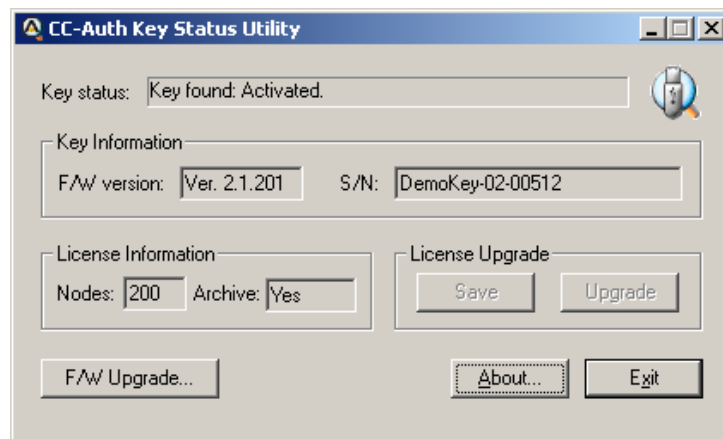 CC-Auth Key Status Utility
Key status: Key found: Activated.
Key Information
F/W version: Ver. 2.1.201 S/N: DemoKey-02-00512
License Information License Upgrade
Nodes: 200 Archive: Yes Save Upgrade
F/W Upgrade... About... Exit